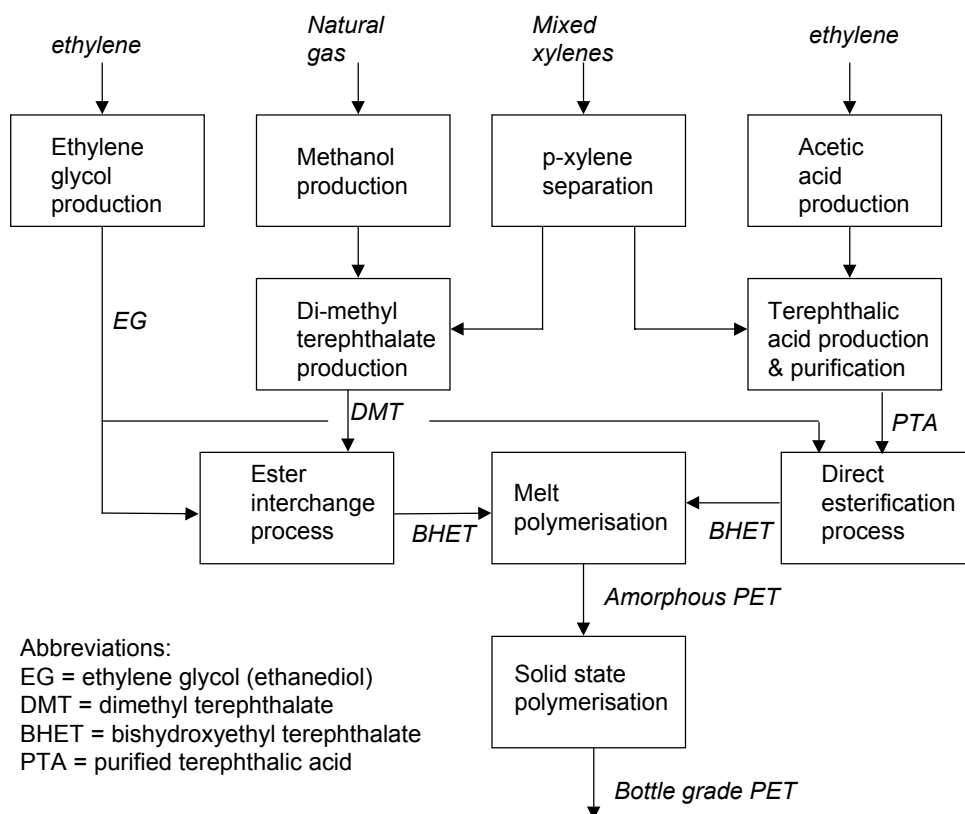 ethylene
Natural
gas
Mixed
xylenes
ethylene
Ethylene
glycol
production
Methanol
production
p-xylene
separation
Acetic
acid
production
EG
Di-methyl
terephthalate
production
Terephthalic
acid production
& purification
DMT
PTA
Ester
interchange
process
BHET
Melt
polymerisation
BHET
Direct
esterification
process
Amorphous PET
Abbreviations:
EG = ethylene glycol (ethanediol)
DMT = dimethyl terephthalate
BHET = bishydroxyethyl terephthalate
PTA = purified terephthalic acid
Solid state
polymerisation
Bottle grade PET